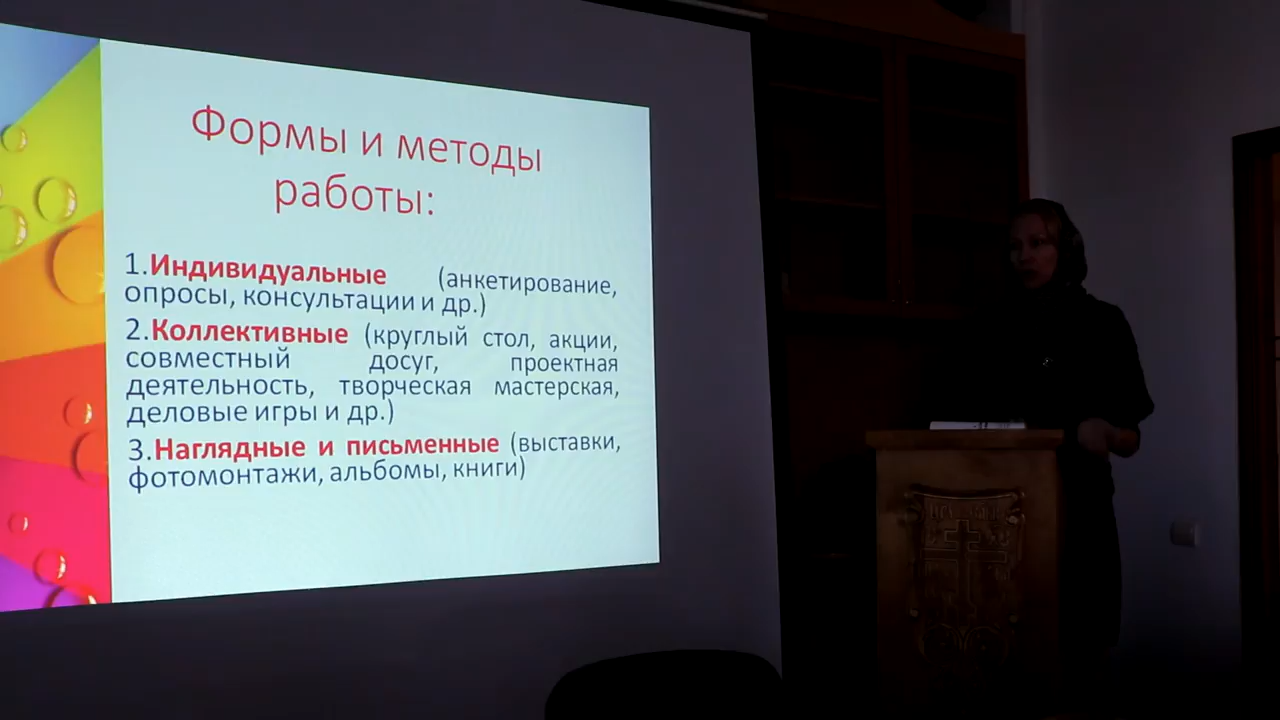 Формы и методы
работы:
1.Индивидуальные (анкетирование,
опросы, консультации и др.)
2.Коллективные (круглый стол, акции,
совместный досуг, проектная
деятельность, творческая мастерская,
деловые игры и др.)
3.Наглядные и письменные (выставки,
фотомонтажи, альбомы, книги)